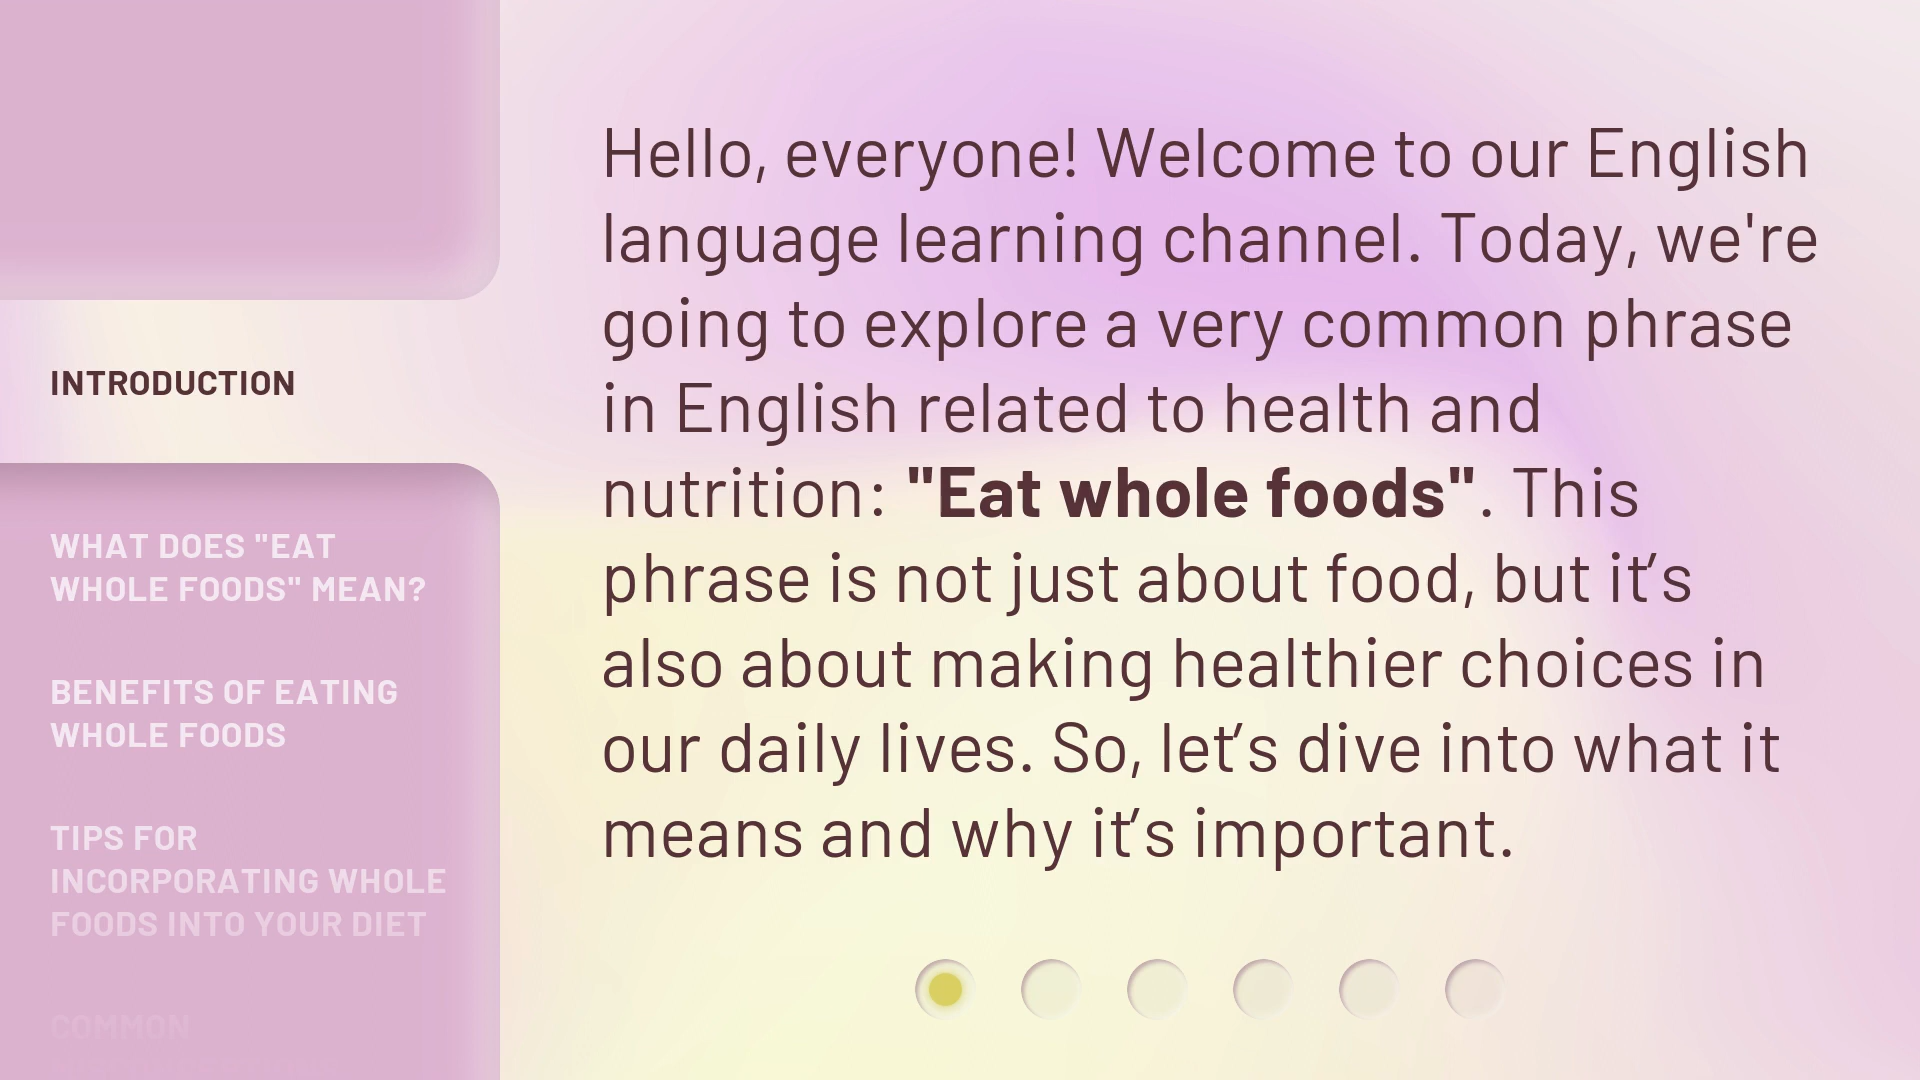 INTRODUCTION
WHAT DOES "EAT
WHOLE FOODS" MEAN?
BENEFITS OF EATING
WHOLE FOODS
TIPS FOR
INCORPORATING WHOLE
FOODS INTO YOUR DIET
COMMON
Hello, everyone! Welcome to our English
language learning channel. Today, we're
going to explore a very common phrase
in English related to health and
nutrition: "Eat whole foods". This
phrase is not just about food, but it’s
also about making healthier choices in
our daily lives. So, let’s dive into what it
means and why it’s important.